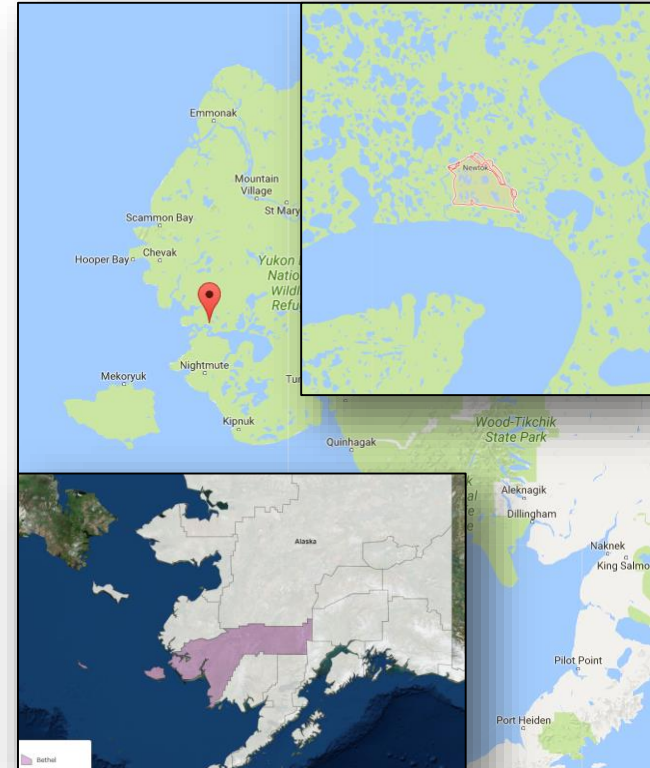 Emmonak
Mountain
Village
St Mary
Scammon Bay
Hooper Bay
Chevak
Yukon
Natio
Wildl
Refu
Newtok
Nightmute
Mekoryuk
Tur
Kipnuk
Quinhagak
Wood-Tikchik
State Park
Aleknagik
Dillingham
Naknek
King Salmo
Pilot Point
Port Heiden
Alaska
Bethel